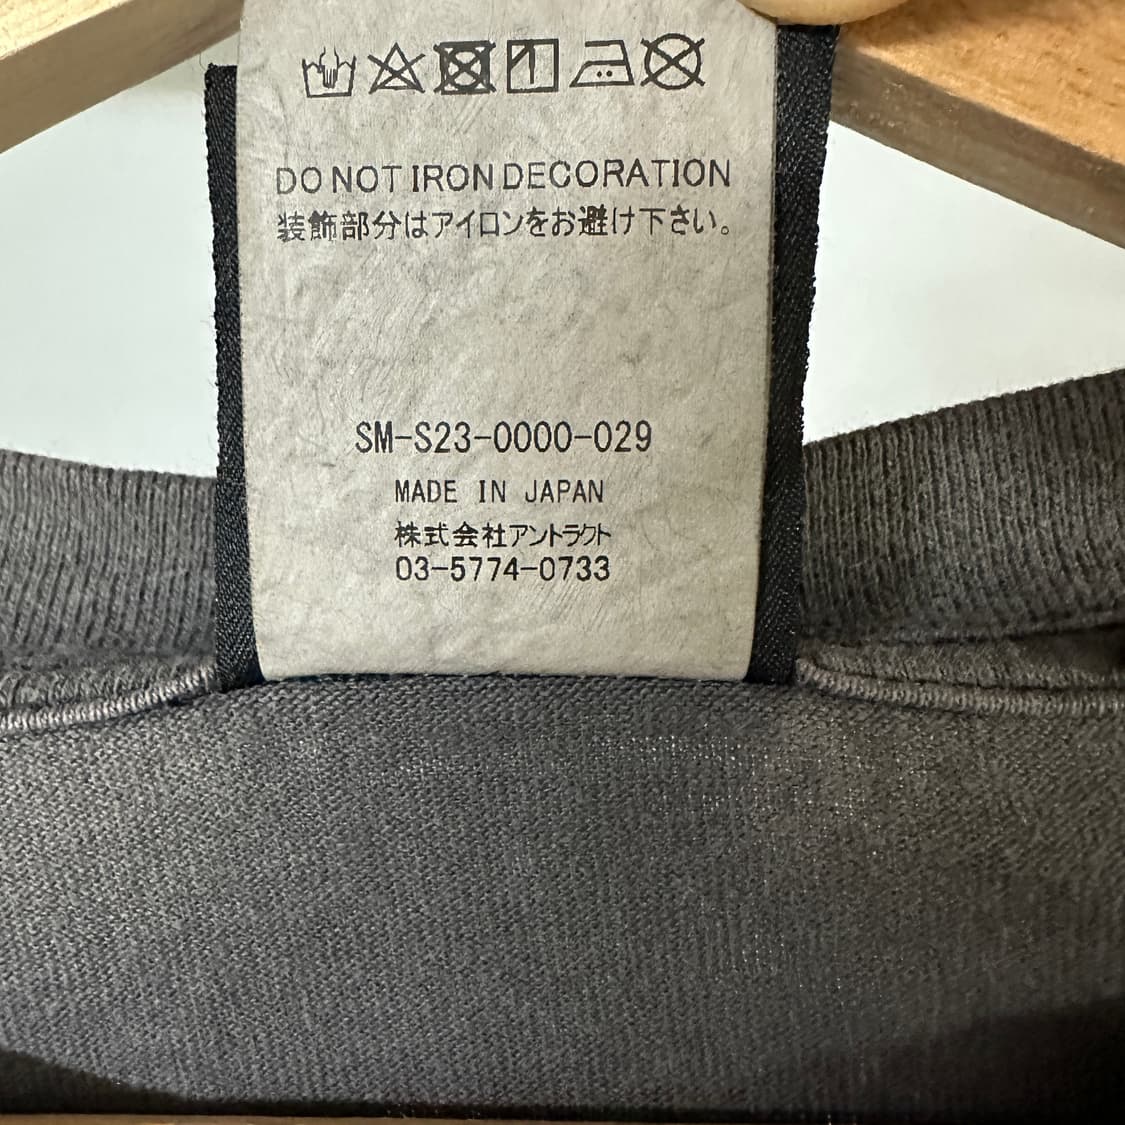 DO NOT IRON DECORATION
装飾部分はアイロンをお避け下さい。
SM-S23-0000-029
MADE IN JAPAN
株式会社アントラクト
03-5774-0733